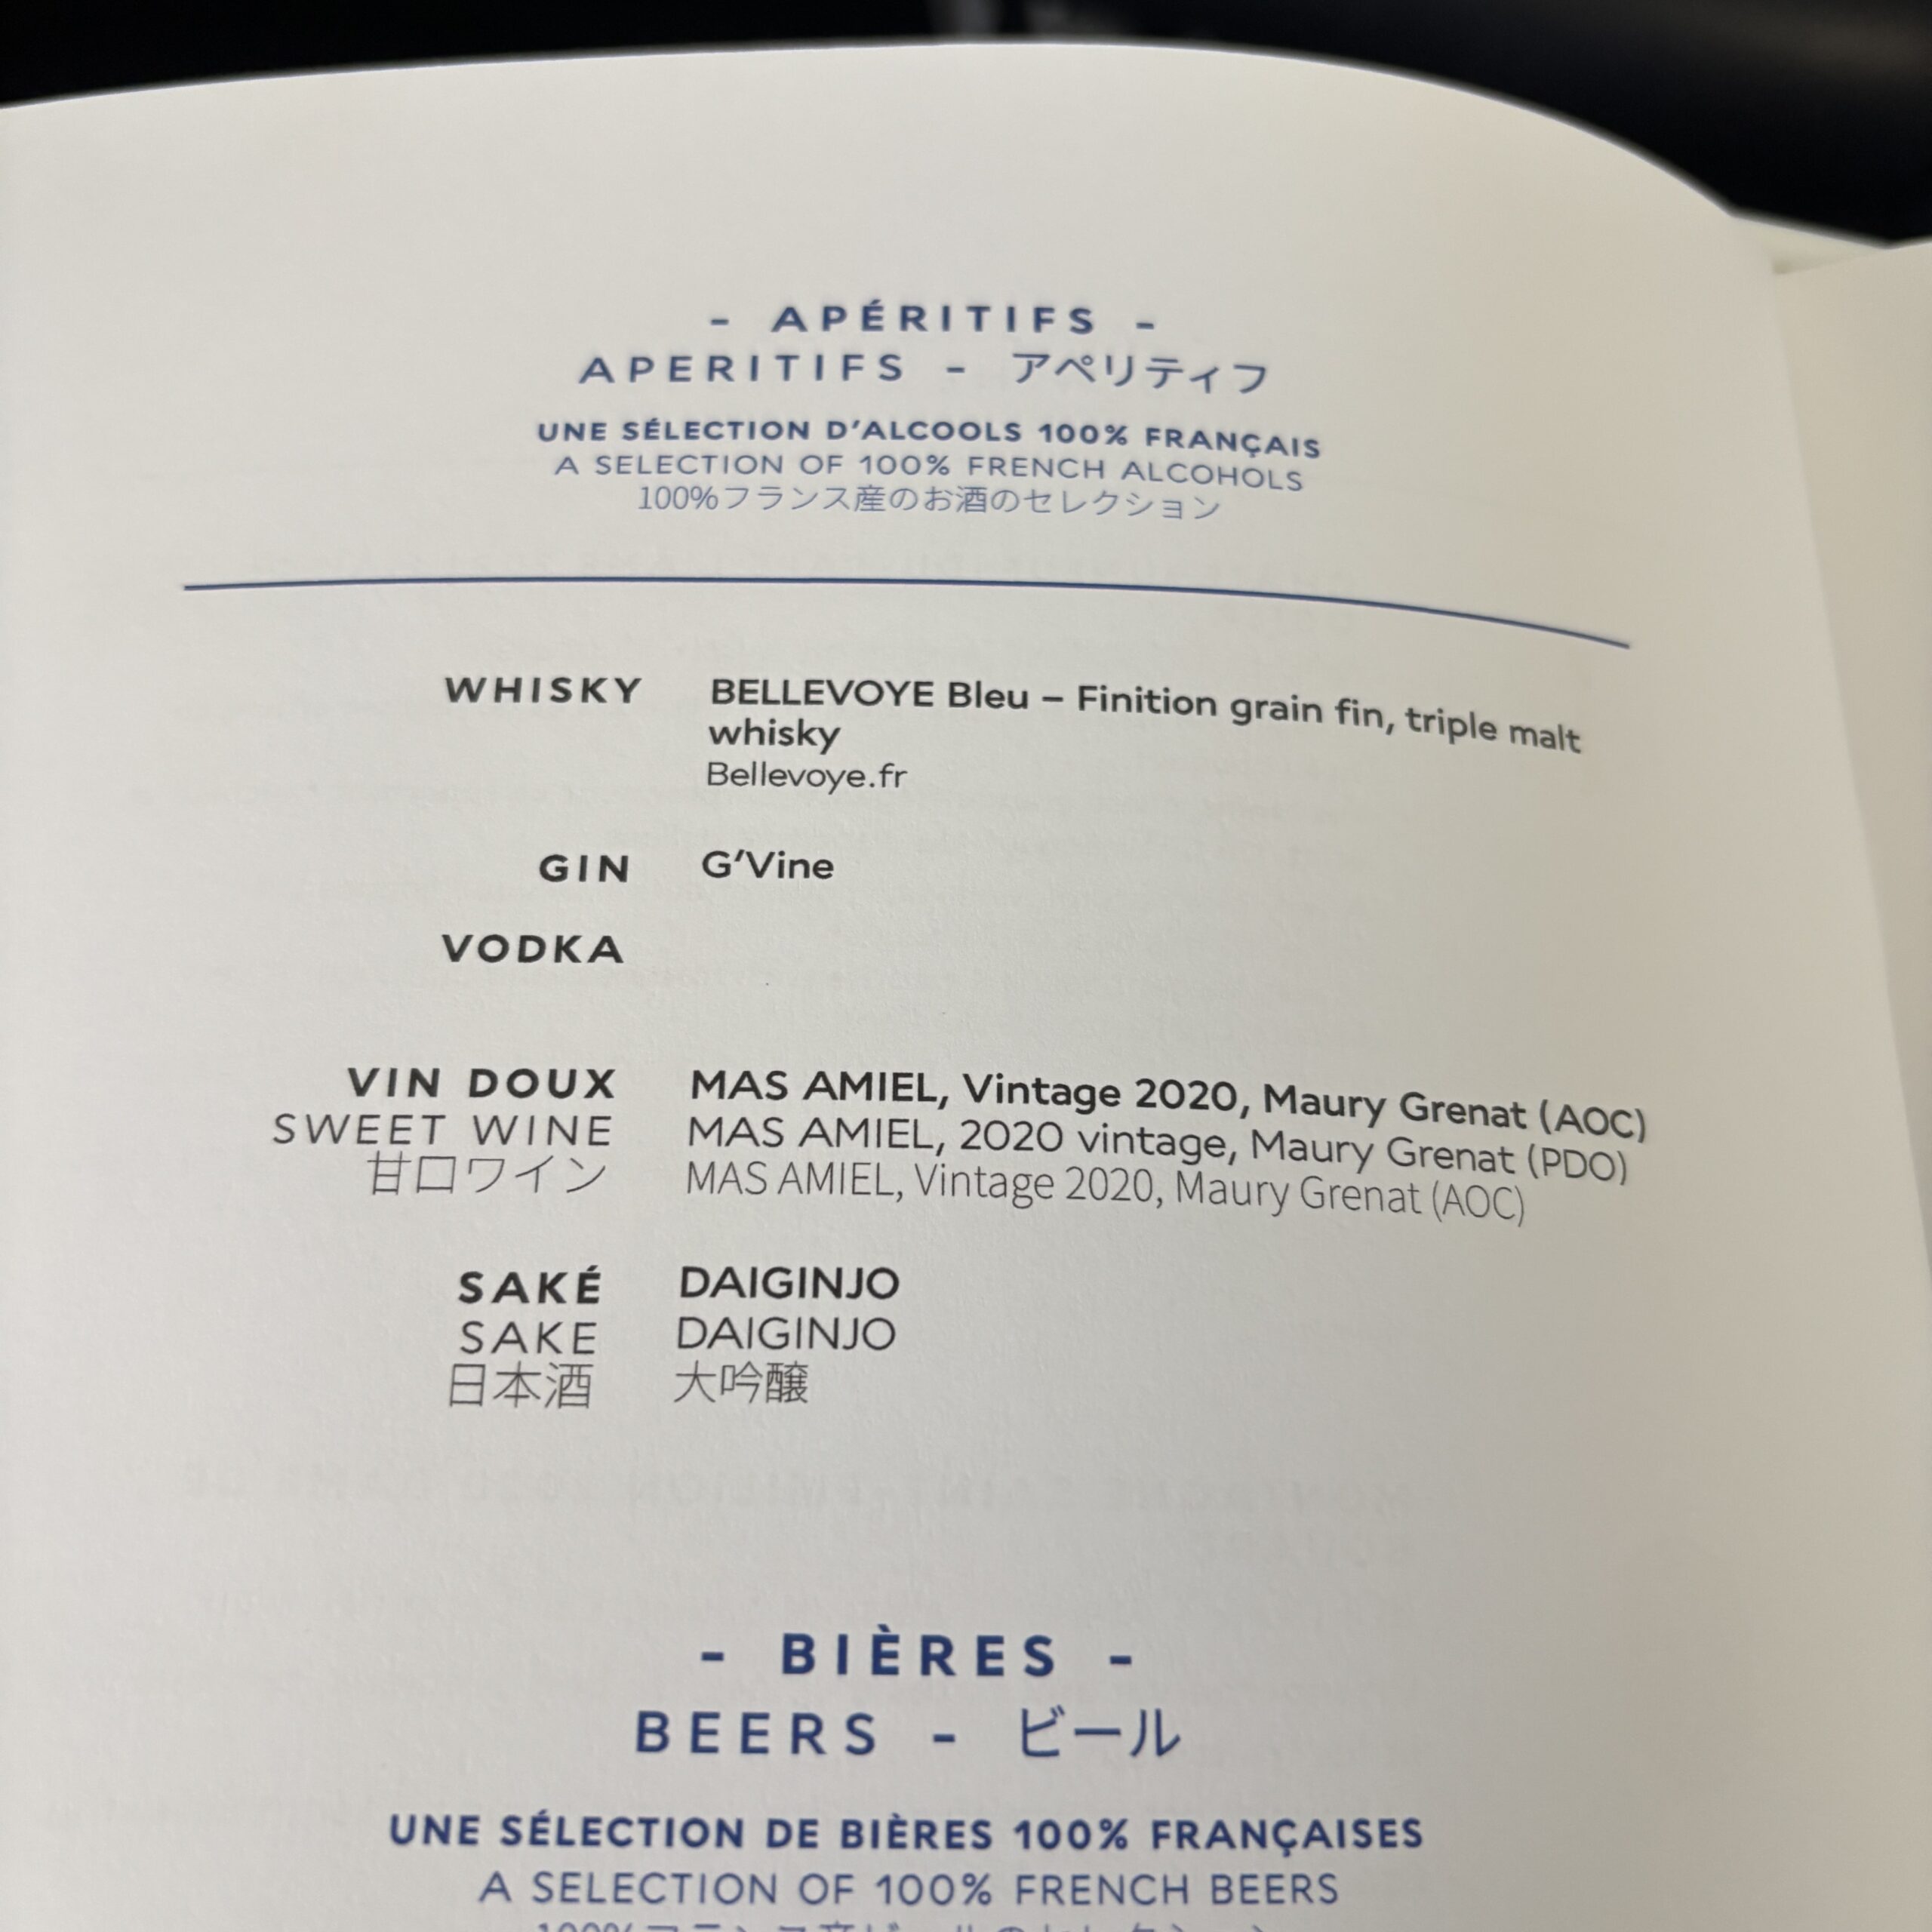 - APÉRITIFS -
APERITIFS - アペリティフ
UNE SÉLECTION D'ALCOOLS 100% FRANÇAIS
A SELECTION OF 100% FRENCH ALCOHOLS
100%フランス産のお酒のセレクション
WHISKY BELLEVOYE Bleu – Finition grain fin, triple malt
whisky
Bellevoye.fr
GIN G'Vine
VODKA
VIN DOUX MAS AMIEL, Vintage 2020, Maury Grenat (AOC)
SWEET WINE MAS AMIEL, 2020 vintage, Maury Grenat (PDO)
甘口ワイン MAS AMIEL, Vintage 2020, Maury Grenat (AOC)
SAKÉ DAIGINJO
SAKE DAIGINJO
日本酒 大吟醸
- BIÈRES -
BEERS - ビール
UNE SÉLECTION DE BIÈRES 100% FRANÇAISES
A SELECTION OF 100% FRENCH BEERS